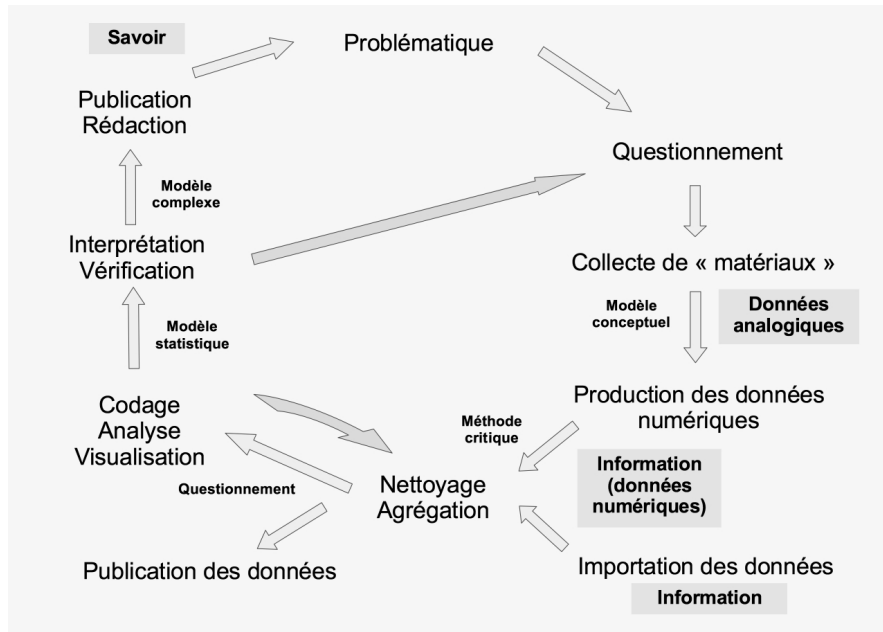 Savoir
Problématique
Publication
Rédaction
Questionnement
Modèle
complexe
Interprétation
Vérification
Collecte de « matériaux »
Modèle
conceptuel
Données
analogiques
Modèle
statistique
Codage
Analyse
Visualisation
Production des données
numériques
Méthode
critique
Information
(données
numériques)
Questionnement
Nettoyage
Agrégation
Publication des données
Importation des données
Information